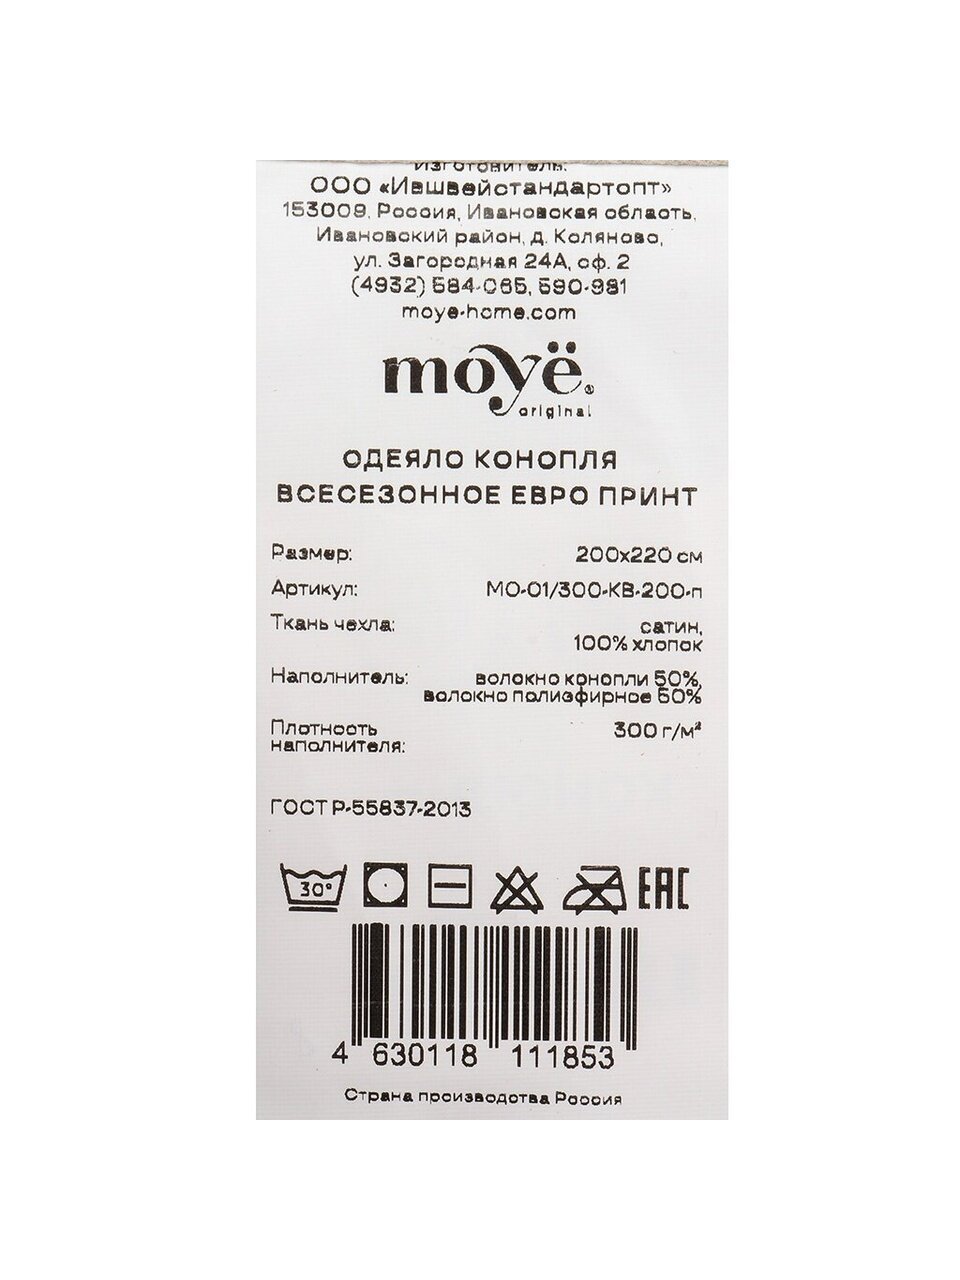 Изготовитель:
ООО «Ившвейстандартопт»
153009, Россия, Ивановская область,
Ивановский район, д. Коляново,
ул. Загородная 24А, оф. 2
(4932) 584-065, 590-981
moye-home.com
moyë®
original
ОДЕЯЛО КОНОПЛЯ
ВСЕСЕЗОННОЕ ЕВРО ПРИНТ
Размер: 200х220 см
Артикул: МО-01/300-КВ-200-п
Ткань чехла: сатин,
100% хлопок
Наполнитель: волокно конопли 50%,
волокно полиэфирное 50%
Плотность 300 г/м²
наполнителя:
ГОСТ Р-55837-2013
30° EAC
4 630118 111853
Страна производства Россия